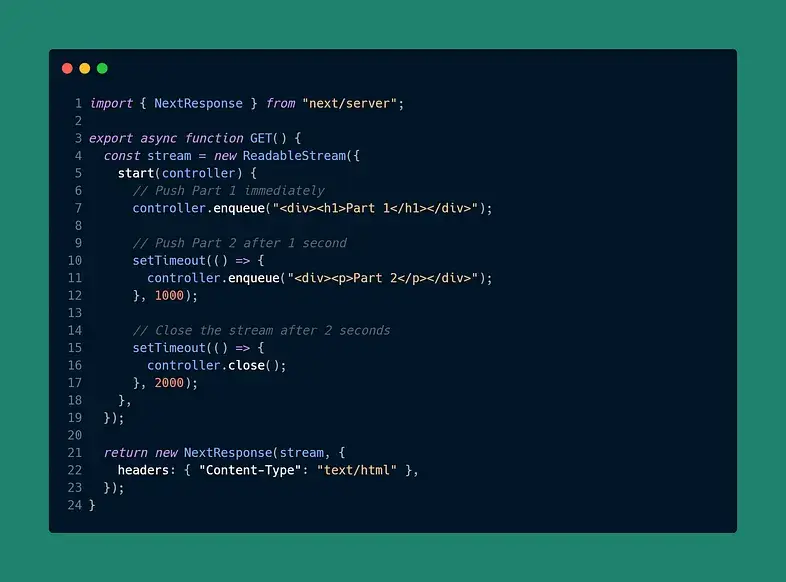 1 import { NextResponse } from "next/server";
2
3 export async function GET() {
4   const stream = new ReadableStream({
5     start(controller) {
6       // Push Part 1 immediately
7       controller.enqueue("<div><h1>Part 1</h1></div>");
8
9       // Push Part 2 after 1 second
10       setTimeout(() => {
11         controller.enqueue("<div><p>Part 2</p></div>");
12       }, 1000);
13
14       // Close the stream after 2 seconds
15       setTimeout(() => {
16         controller.close();
17       }, 2000);
18     },
19   });
20
21   return new NextResponse(stream, {
22     headers: { "Content-Type": "text/html" },
23   });
24 }